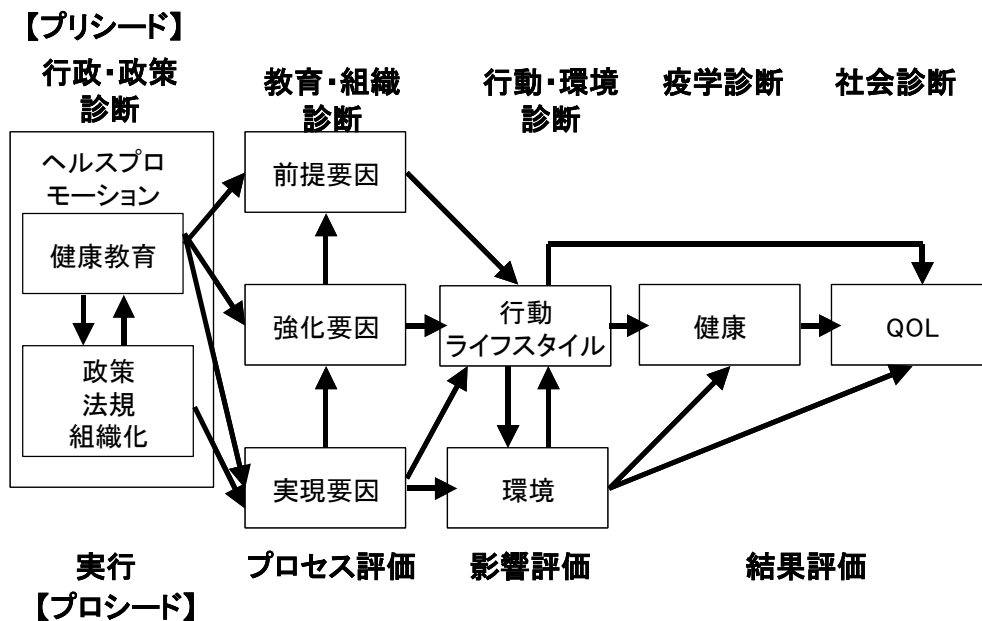 【プリシード】
行政・政策
診断
教育・組織
診断
行動・環境
診断
疫学診断
社会診断
ヘルスプロ
モーション
健康教育
政策
法規
組織化
前提要因
強化要因
実現要因
行動
ライフスタイル
環境
健康
QOL
実行
プロセス評価
影響評価
結果評価
【プロシード】